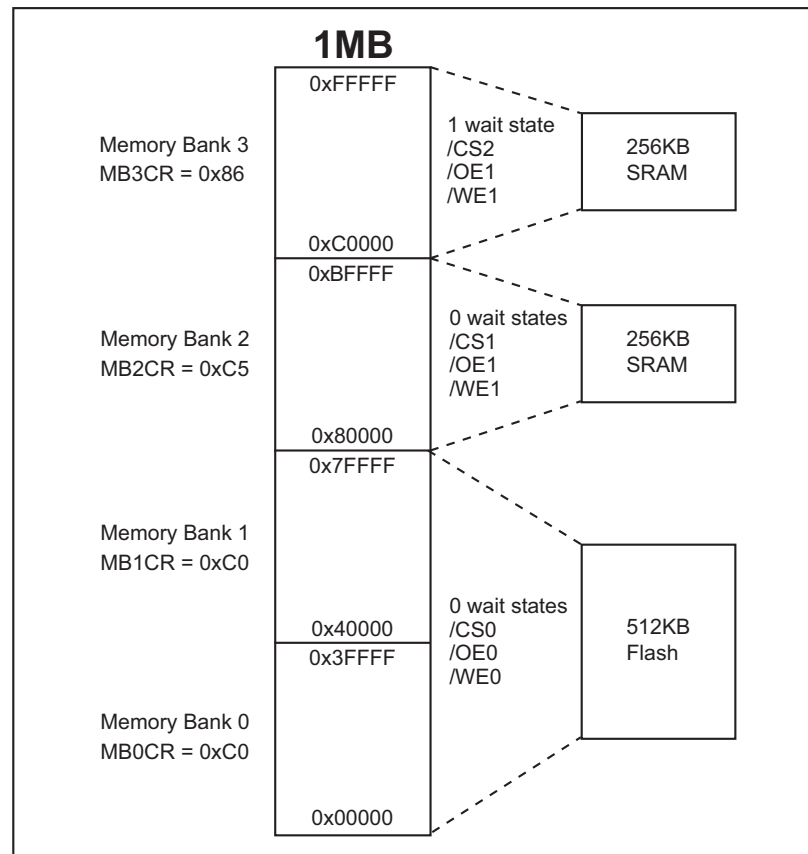 1MB
0xFFFFF
Memory Bank 3
MB3CR = 0x86
1 wait state
/CS2
/OE1
/WE1
256KB
SRAM
0xC0000
0xBFFFF
Memory Bank 2
MB2CR = 0xC5
0 wait states
/CS1
/OE1
/WE1
256KB
SRAM
0x80000
0x7FFFF
Memory Bank 1
MB1CR = 0xC0
0x40000
0x3FFFF
0 wait states
/CS0
/OE0
/WE0
512KB
Flash
Memory Bank 0
MB0CR = 0xC0
0x00000